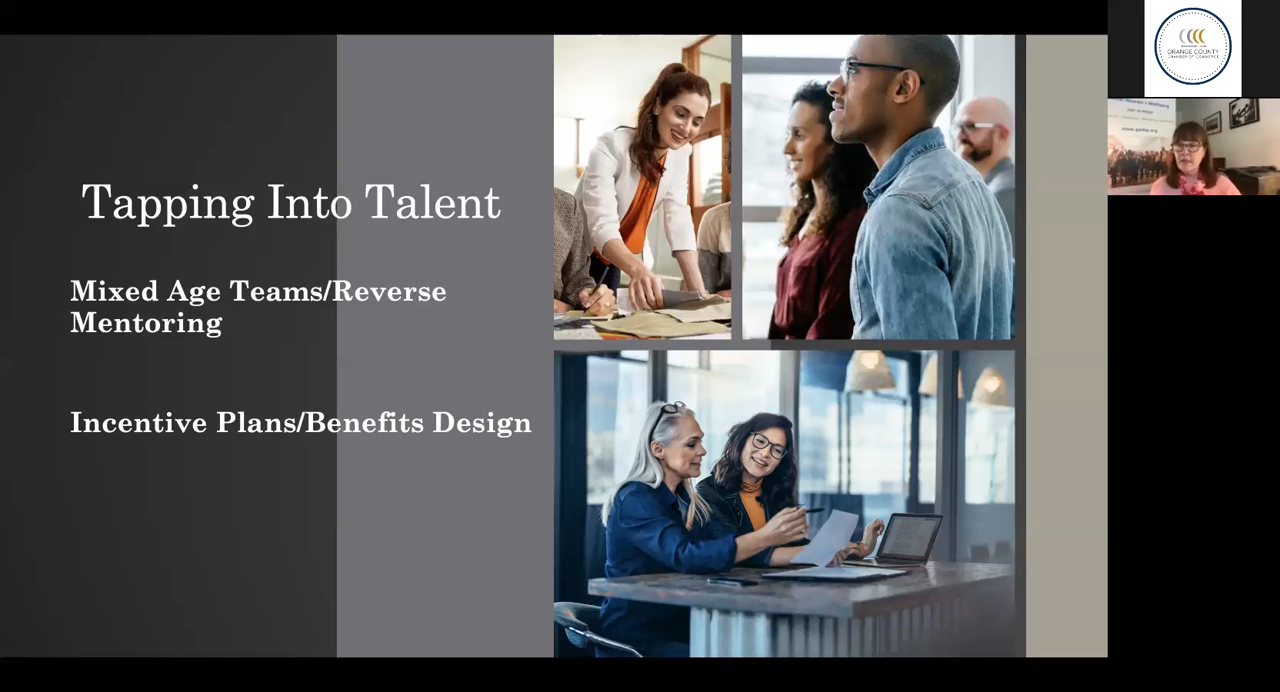 Tapping Into Talent
Mixed Age Teams/Reverse
Mentoring
Incentive Plans/Benefits Design
ORANGE COUNTY
CHAMBER OF COMMERCE